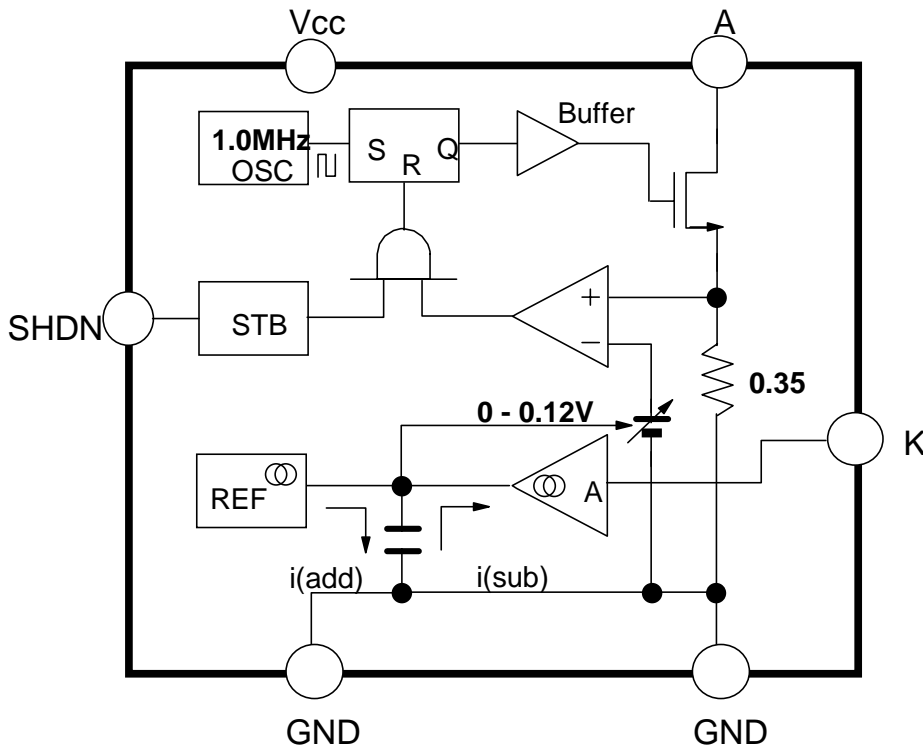 Vcc
A
1.0MHz
OSC
S
R
Q
Buffer
SHDN
STB
+
−
0.35
0 - 0.12V
K
REF
A
i(add)
i(sub)
GND
GND